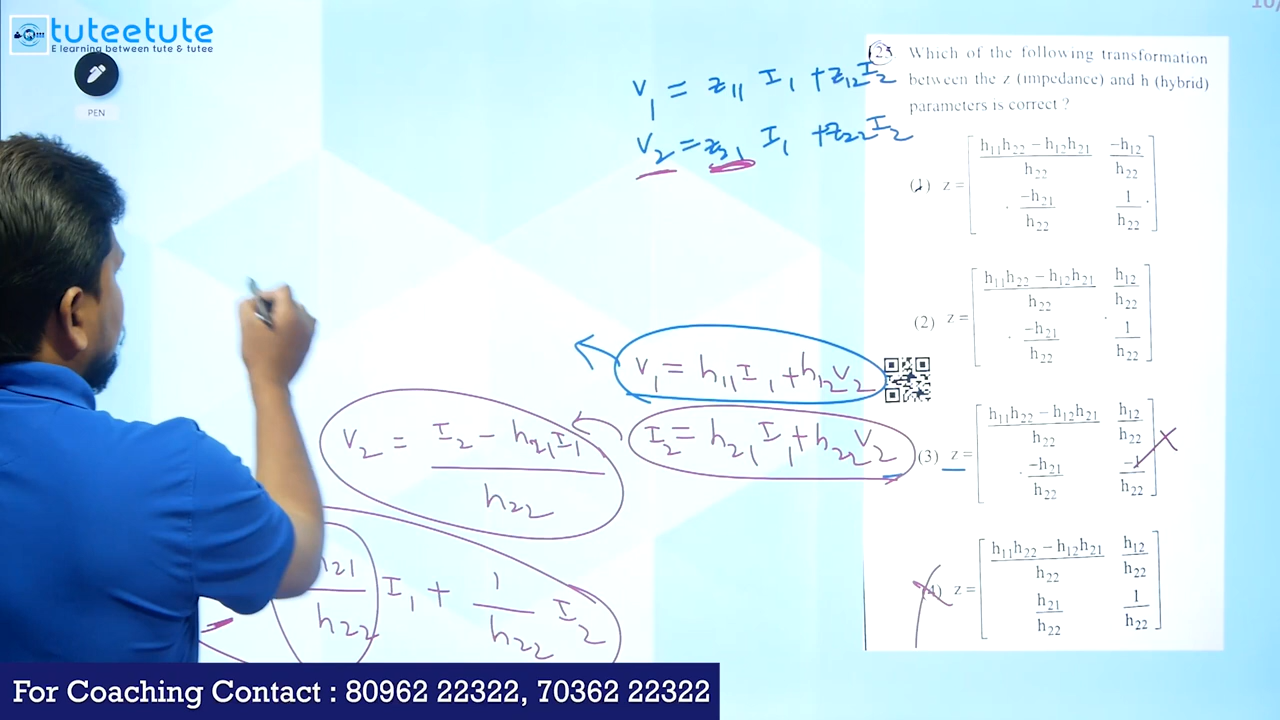 tuteetute
E learning between tute & tutee
PEN
V1 = z11 I1 + z12 I2
V2 = z21 I1 + z22 I2
V1 = h11 I1 + h12 V2
I2 = h21 I1 + h22 V2
V2 = (I2 - h21 I1) / h22
h21 / h22 I1 + 1 / h22 I2
25 Which of the following transformation
between the z (impedance) and h (hybrid)
parameters is correct ?
(1) z = [ (h11h22 – h12h21) / h22   -h12 / h22
-h21 / h22   1 / h22 ]
(2) z = [ (h11h22 – h12h21) / h22   h12 / h22
-h21 / h22   1 / h22 ]
(3) z = [ (h11h22 – h12h21) / h22   h12 / h22
-h21 / h22   -1 / h22 ]
(4) z = [ (h11h22 – h12h21) / h22   h12 / h22
h21 / h22   1 / h22 ]
For Coaching Contact : 80962 22322, 70362 22322